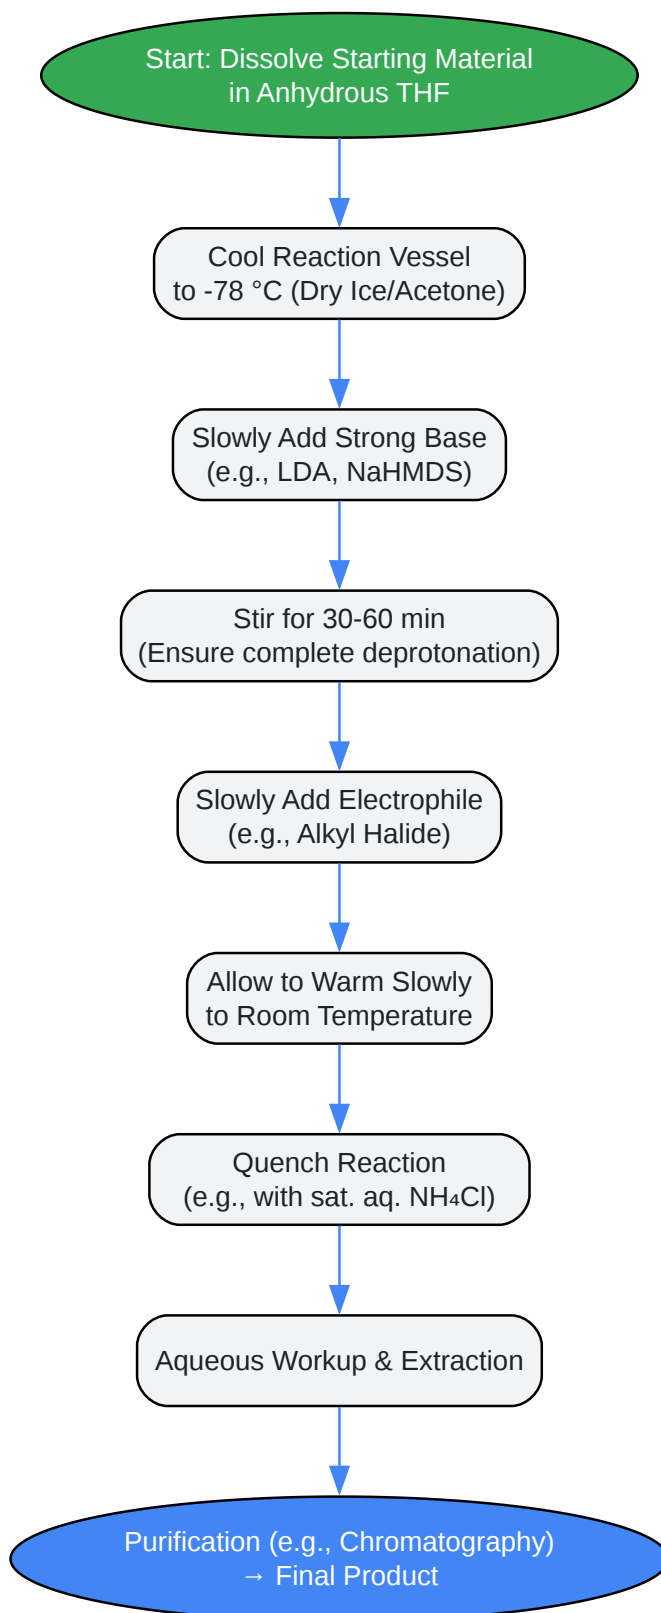 Start: Dissolve Starting Material
in Anhydrous THF
Cool Reaction Vessel
to -78 °C (Dry Ice/Acetone)
Slowly Add Strong Base
(e.g., LDA, NaHMDS)
Stir for 30-60 min
(Ensure complete deprotonation)
Slowly Add Electrophile
(e.g., Alkyl Halide)
Allow to Warm Slowly
to Room Temperature
Quench Reaction
(e.g., with sat. aq. NH₄Cl)
Aqueous Workup & Extraction
Purification (e.g., Chromatography)
→ Final Product